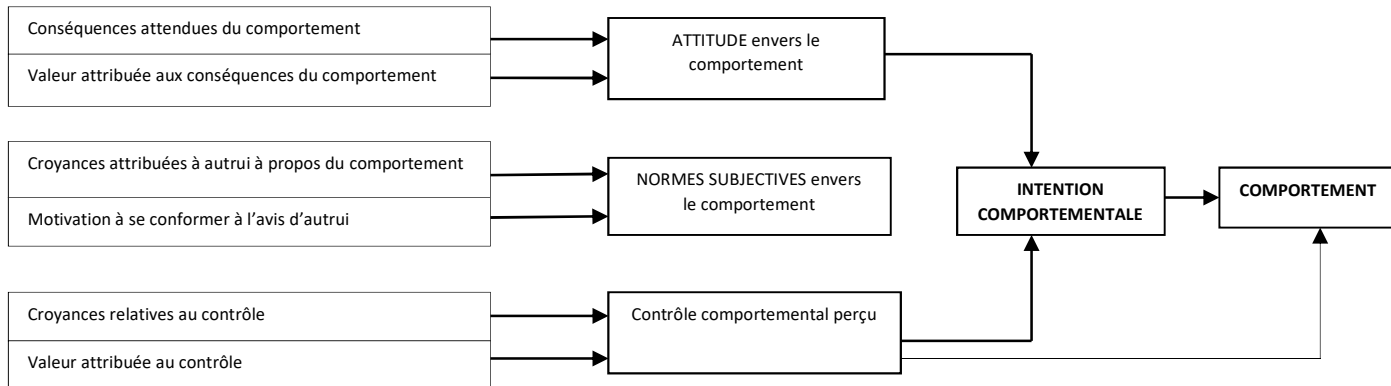 Conséquences attendues du comportement
Valeur attribuée aux conséquences du comportement
ATTITUDE envers le
comportement
Croyances attribuées à autrui à propos du comportement
Motivation à se conformer à l’avis d’autrui
NORMES SUBJECTIVES envers
le comportement
INTENTION
COMPORTEMENTALE
COMPORTEMENT
Croyances relatives au contrôle
Valeur attribuée au contrôle
Contrôle comportemental perçu